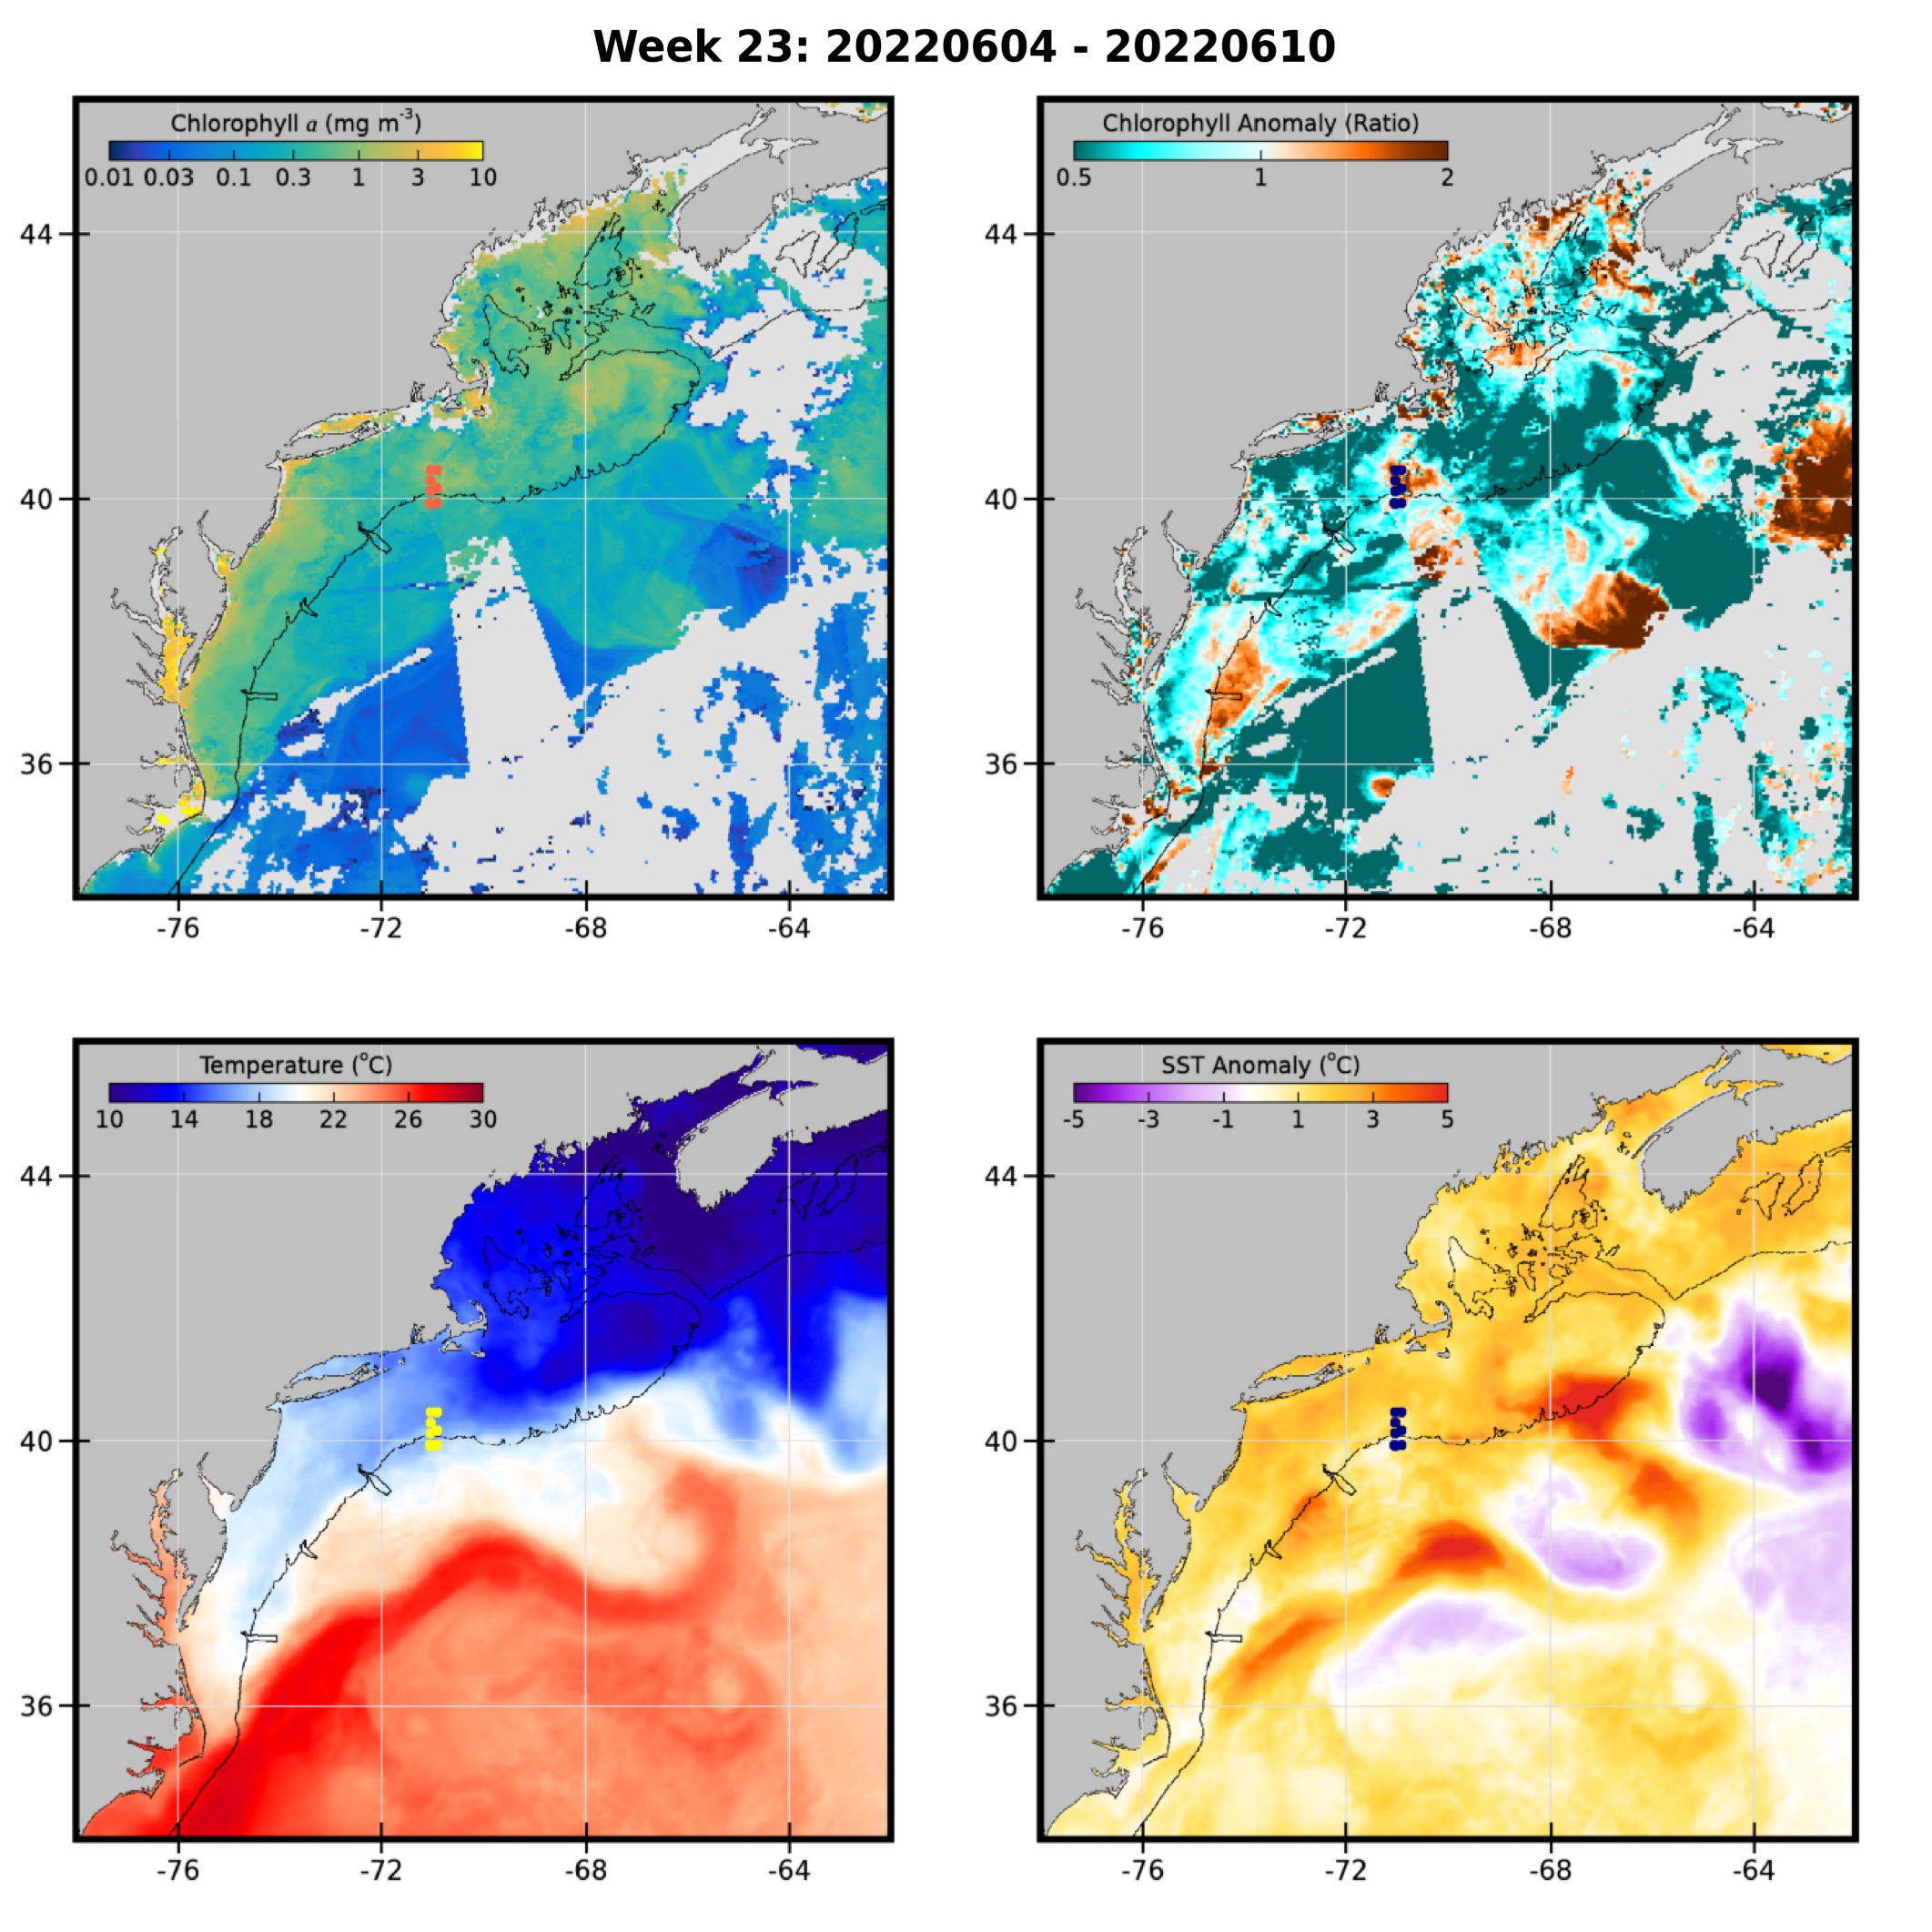 Week 23: 20220604 - 20220610
Chlorophyll a (mg m-3)
0.01 0.03 0.1 0.3 1 3 10
44
40
36
-76 -72 -68 -64
Chlorophyll Anomaly (Ratio)
0.5 1 2
44
40
36
-76 -72 -68 -64
Temperature (oC)
10 14 18 22 26 30
44
40
36
-76 -72 -68 -64
SST Anomaly (oC)
-5 -3 -1 1 3 5
44
40
36
-76 -72 -68 -64